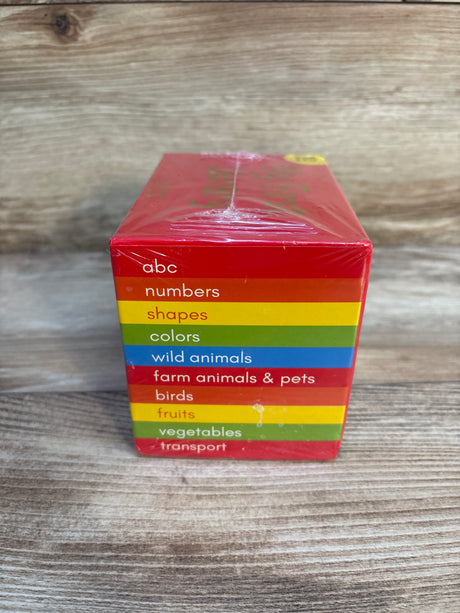 abc
numbers
shapes
colors
wild animals
farm animals & pets
birds
fruits
vegetables
transport